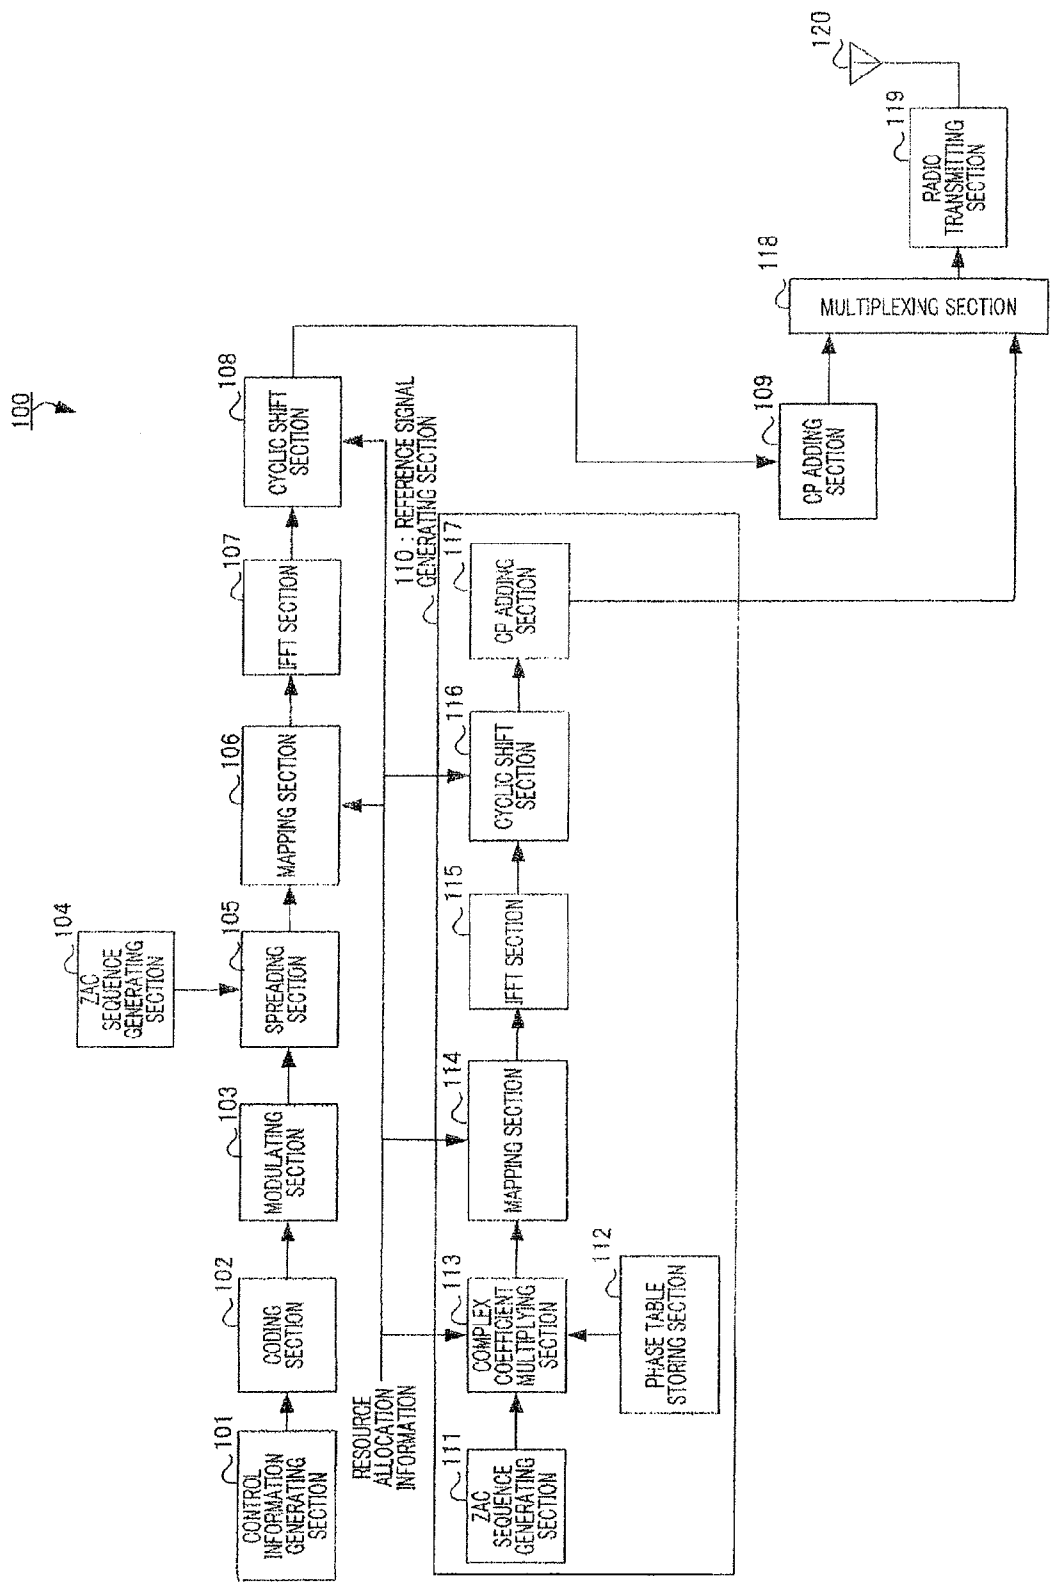 100
101
CONTROL
INFORMATION
GENERATING
SECTION
102
CODING
SECTION
103
MODULATING
SECTION
104
ZAC
SEQUENCE
GENERATING
SECTION
105
SPREADING
SECTION
106
MAPPING SECTION
107
IFFT SECTION
108
CYCLIC SHIFT
SECTION
RESOURCE
ALLOCATION
INFORMATION
110 : REFERENCE SIGNAL
GENERATING SECTION
111
ZAC
SEQUENCE
GENERATING
SECTION
112
PHASE TABLE
STORING SECTION
113
COMPLEX
COEFFICIENT
MULTIPLYING
SECTION
114
MAPPING SECTION
115
IFFT SECTION
116
CYCLIC SHIFT
SECTION
117
CP ADDING
SECTION
109
CP ADDING
SECTION
118
MULTIPLEXING SECTION
119
RADIO
TRANSMITTING
SECTION
120